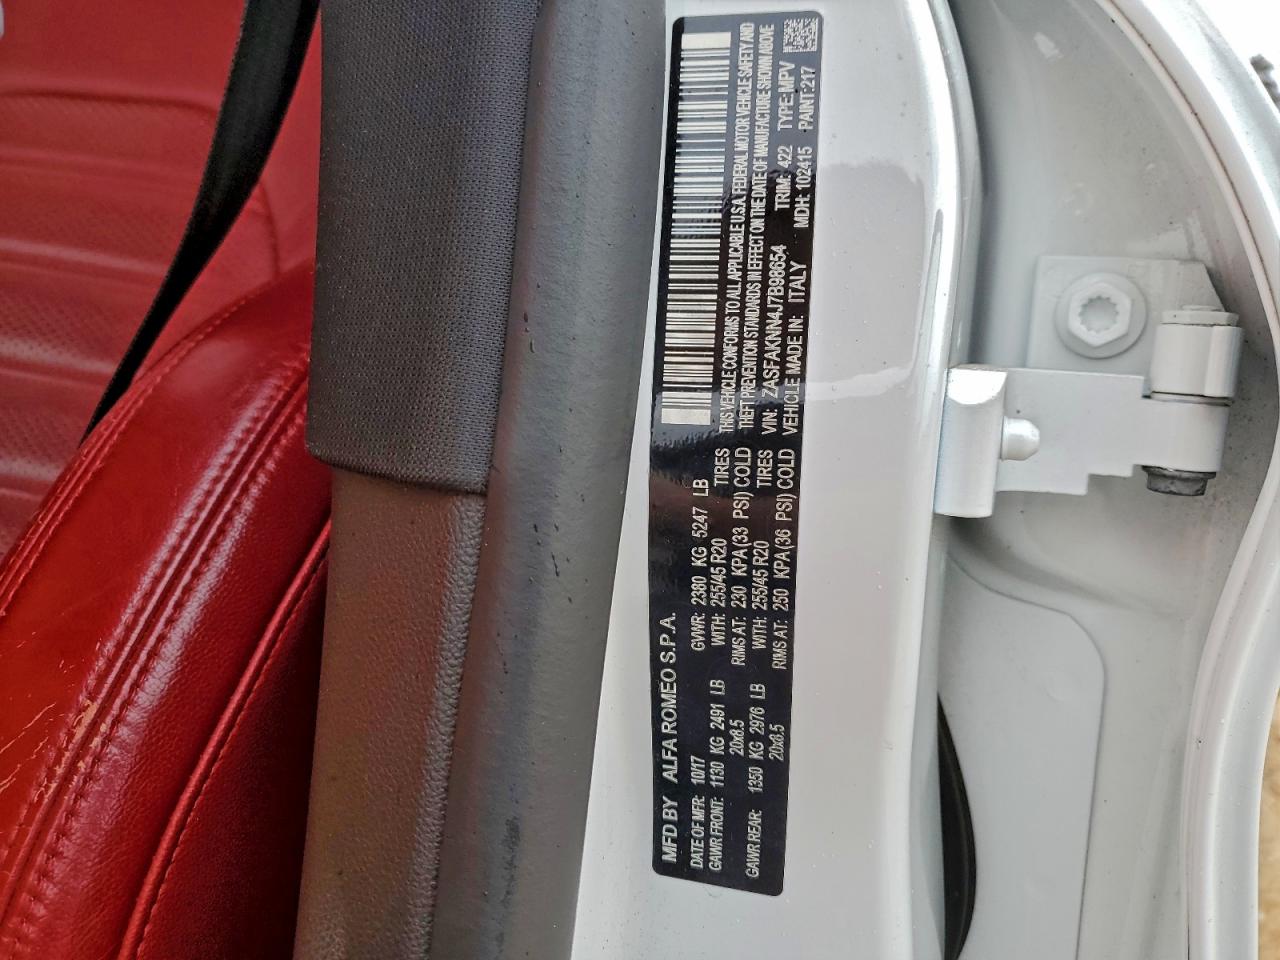 MFD BY ALFA ROMEO S.P.A.
DATE OF MFR: 10/17 GVWR: 2380 KG 5247 LB
GAWR FRONT: 1130 KG 2491 LB WITH: 255/45 R20 TIRES
20x8.5 RIMS AT: 230 KPA (33 PSI) COLD
GAWR REAR: 1350 KG 2976 LB WITH: 255/45 R20 TIRES
20x8.5 RIMS AT: 250 KPA (36 PSI) COLD
THIS VEHICLE CONFORMS TO ALL APPLICABLE U.S.A. FEDERAL MOTOR VEHICLE SAFETY AND
THEFT PREVENTION STANDARDS IN EFFECT ON THE DATE OF MANUFACTURE SHOWN ABOVE
VIN: ZASFAKNN4J7B98654 TRIM: 422 TYPE: MPV
VEHICLE MADE IN: ITALY MDH: 102415 PAINT: 217